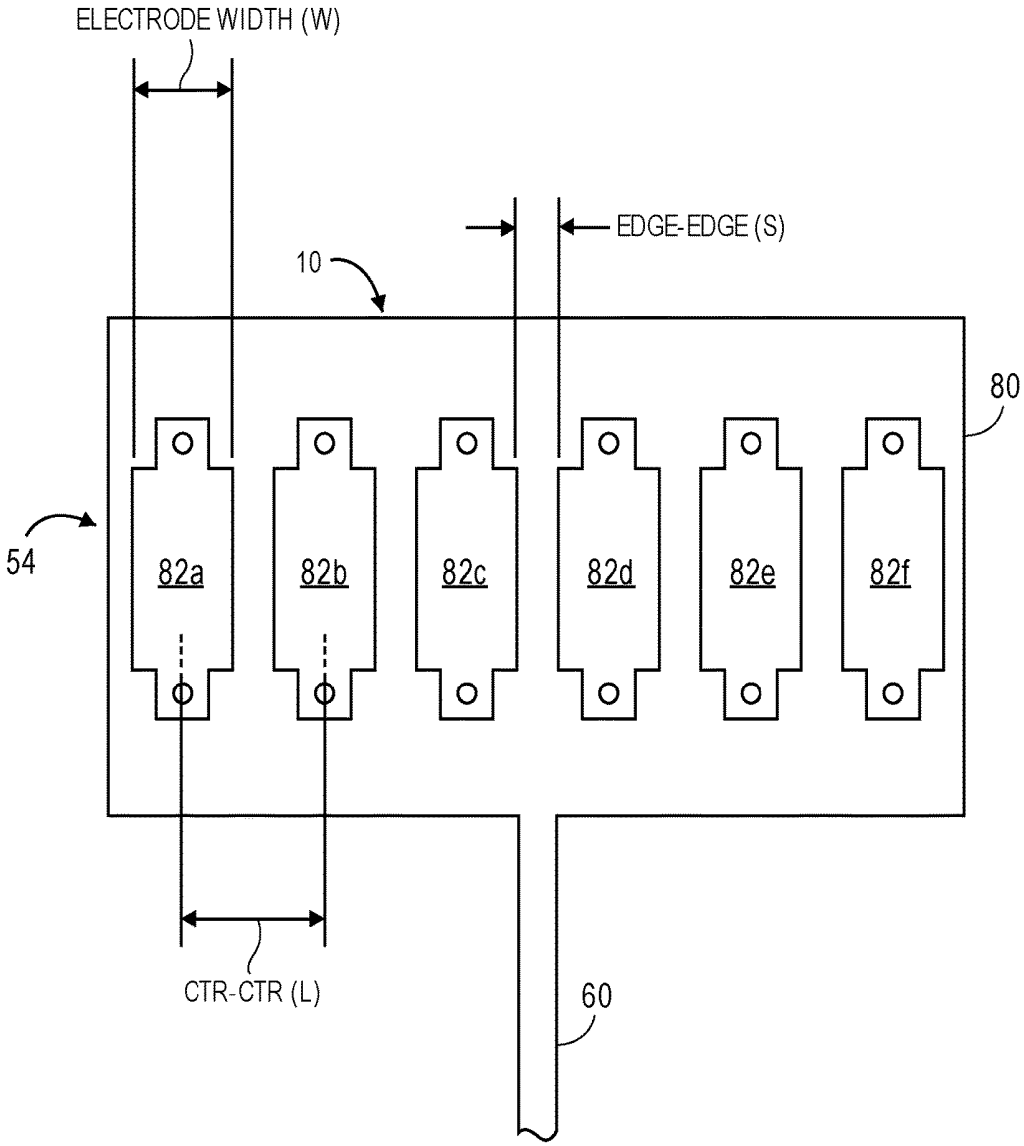 ELECTRODE WIDTH (W)
EDGE-EDGE (S)
10
80
54
82a 82b 82c 82d 82e 82f
CTR-CTR (L)
60